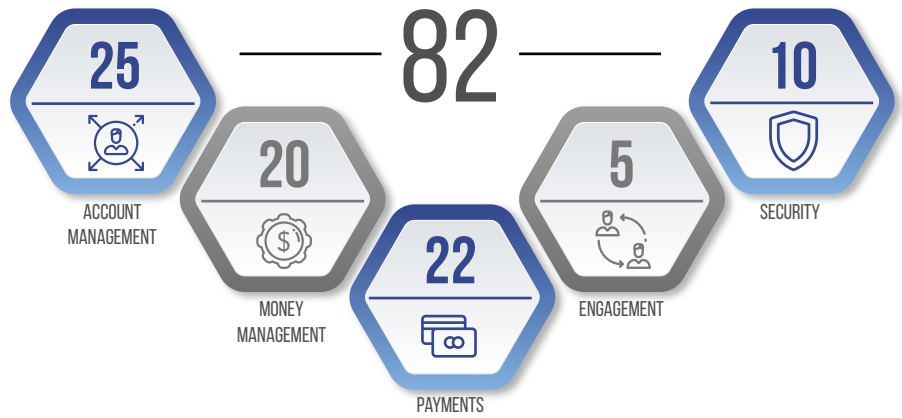 82
25
ACCOUNT
MANAGEMENT
20
$
MONEY
MANAGEMENT
22
PAYMENTS
5
ENGAGEMENT
10
SECURITY